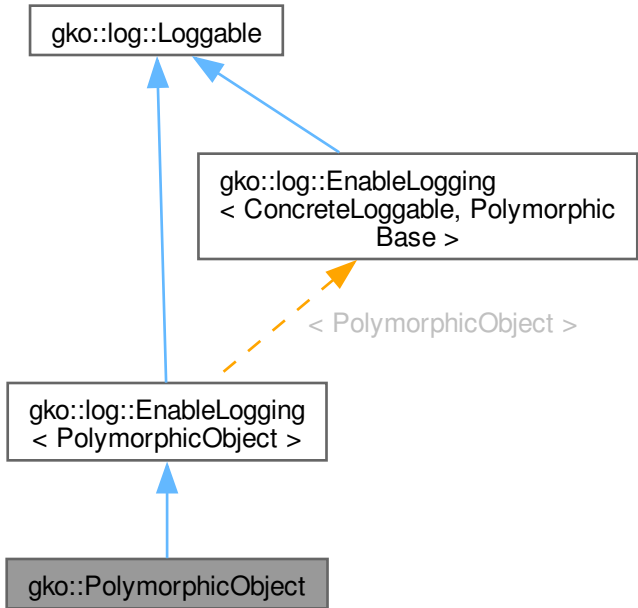 gko::log::Loggable
gko::log::EnableLogging
< ConcreteLoggable, Polymorphic
Base >
< PolymorphicObject >
gko::log::EnableLogging
< PolymorphicObject >
gko::PolymorphicObject